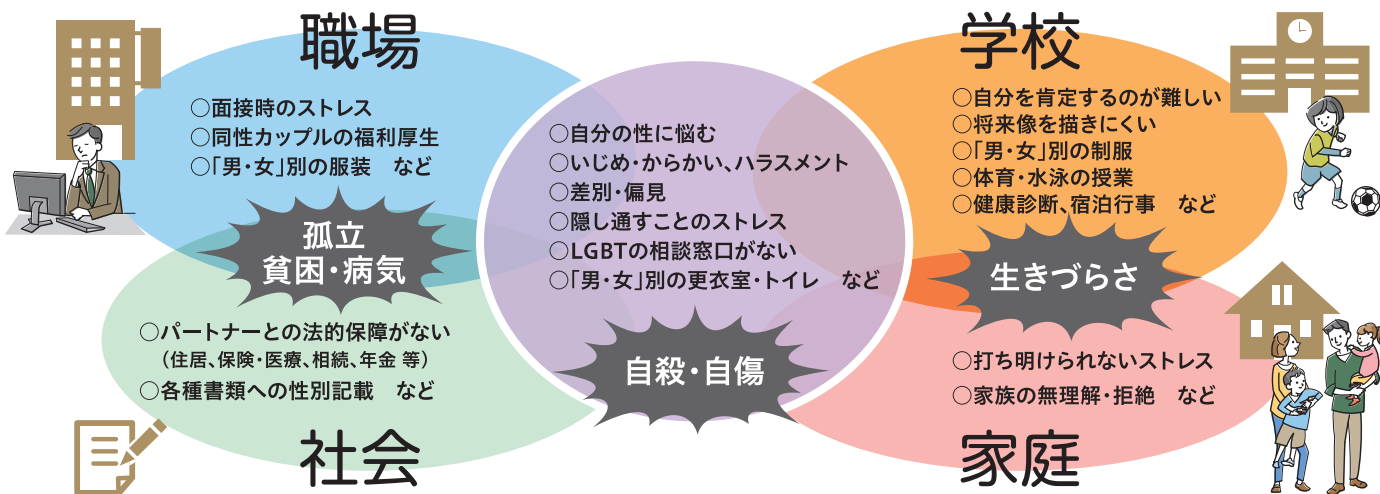 職場
○面接時のストレス
○同性カップルの福利厚生
○「男・女」別の服装　など
孤立
貧困・病気
○パートナーとの法的保障がない
（住居、保険・医療、相続、年金 等）
○各種書類への性別記載　など
社会
○自分の性に悩む
○いじめ・からかい、ハラスメント
○差別・偏見
○隠し通すことのストレス
○LGBTの相談窓口がない
○「男・女」別の更衣室・トイレ　など
自殺・自傷
学校
○自分を肯定するのが難しい
○将来像を描きにくい
○「男・女」別の制服
○体育・水泳の授業
○健康診断、宿泊行事　など
生きづらさ
○打ち明けられないストレス
○家族の無理解・拒絶　など
家庭